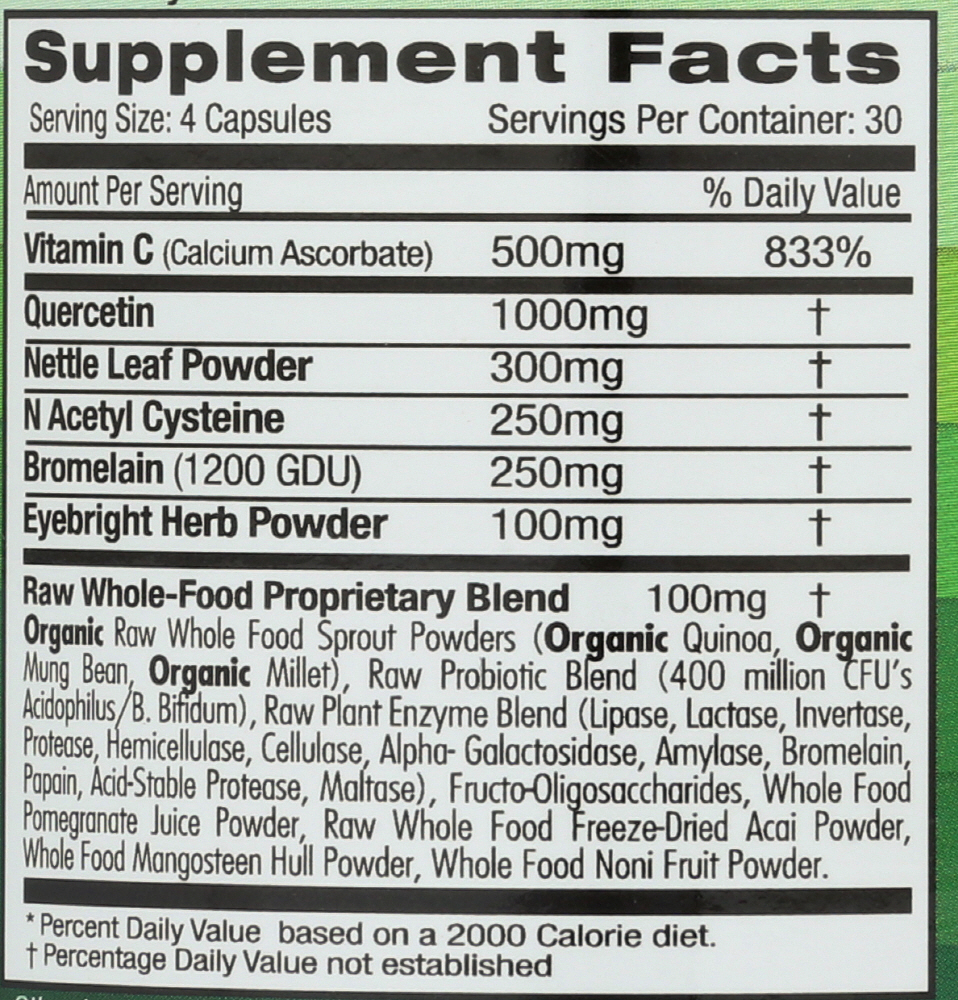 Supplement Facts
Serving Size: 4 Capsules Servings Per Container: 30
Amount Per Serving % Daily Value
Vitamin C (Calcium Ascorbate) 500mg 833%
Quercetin 1000mg †
Nettle Leaf Powder 300mg †
N Acetyl Cysteine 250mg †
Bromelain (1200 GDU) 250mg †
Eyebright Herb Powder 100mg †
Raw Whole-Food Proprietary Blend 100mg †
Organic Raw Whole Food Sprout Powders (Organic Quinoa, Organic
Mung Bean, Organic Millet), Raw Probiotic Blend (400 million CFU's
Acidophilus/B. Bifidum), Raw Plant Enzyme Blend (Lipase, Lactase, Invertase,
Protease, Hemicellulase, Cellulase, Alpha- Galactosidase, Amylase, Bromelain,
Papain, Acid-Stable Protease, Maltase), Fructo-Oligosaccharides, Whole Food
Pomegranate Juice Powder, Raw Whole Food Freeze-Dried Acai Powder,
Whole Food Mangosteen Hull Powder, Whole Food Noni Fruit Powder.
* Percent Daily Value based on a 2000 Calorie diet.
† Percentage Daily Value not established